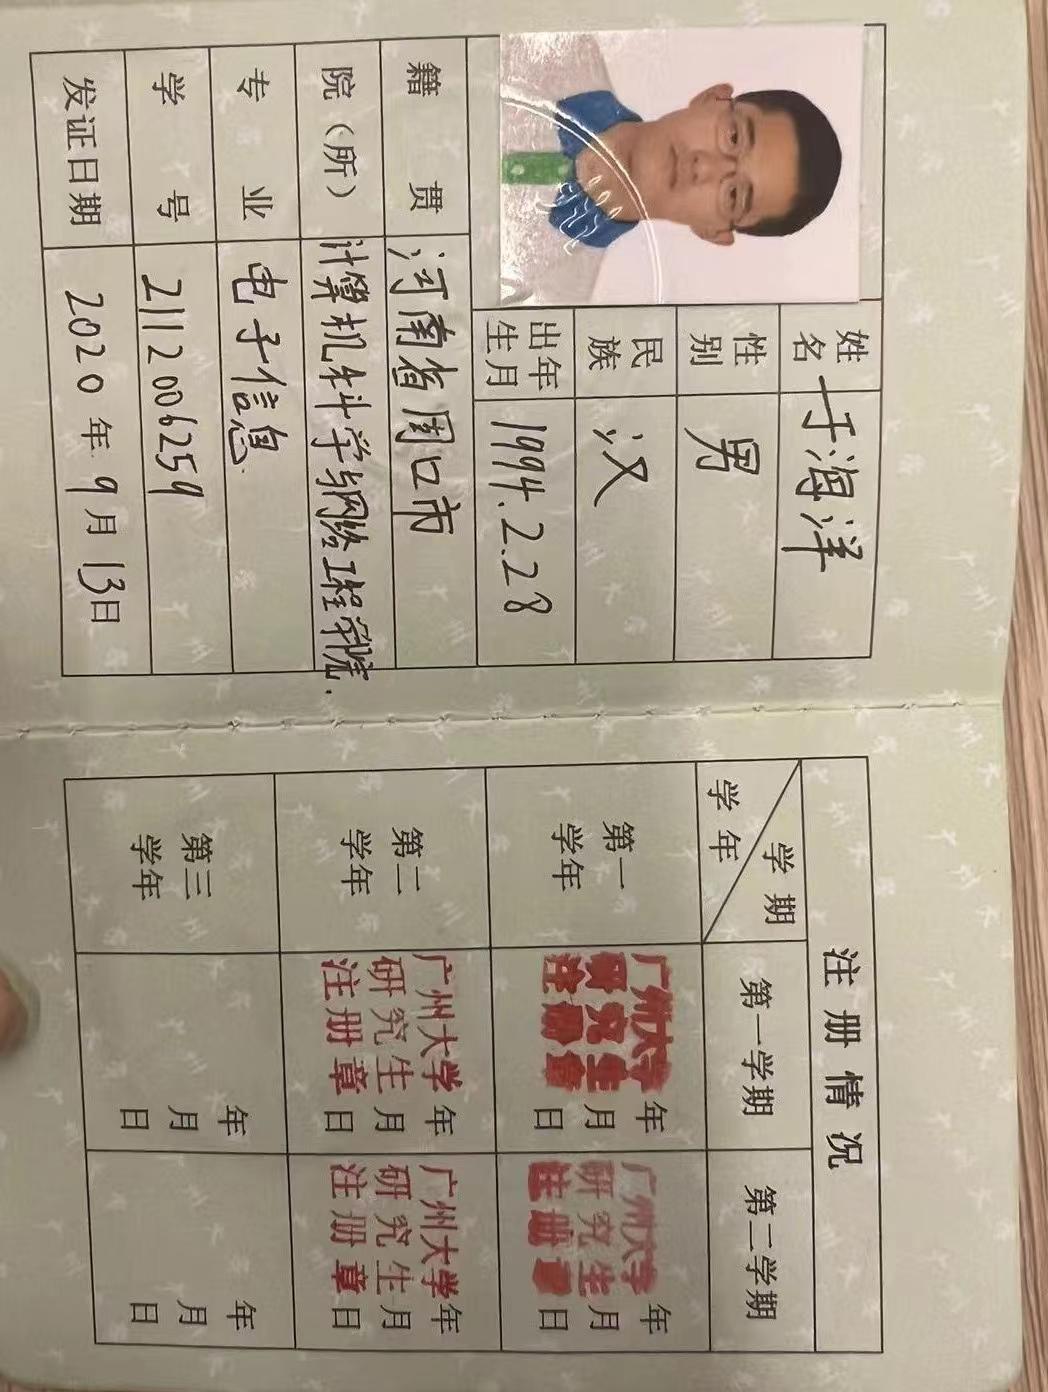 姓名 于海洋
性别 男
民族 汉
出生年月 1994.2.28
籍贯 河南省周口市
院（所） 计算机科学与网络工程学院.
专业 电子信息
学号 2112006259
发证日期 2020年9月13日
注册情况
学期 第一学期 第二学期
学年
第一学年
广州大学
研究生
注册章
年 月 日
广州大学
研究生
注册章
年 月 日
第二学年
广州大学
研究生
注册章
年 月 日
广州大学
研究生
注册章
年 月 日
第三学年
年 月 日
年 月 日